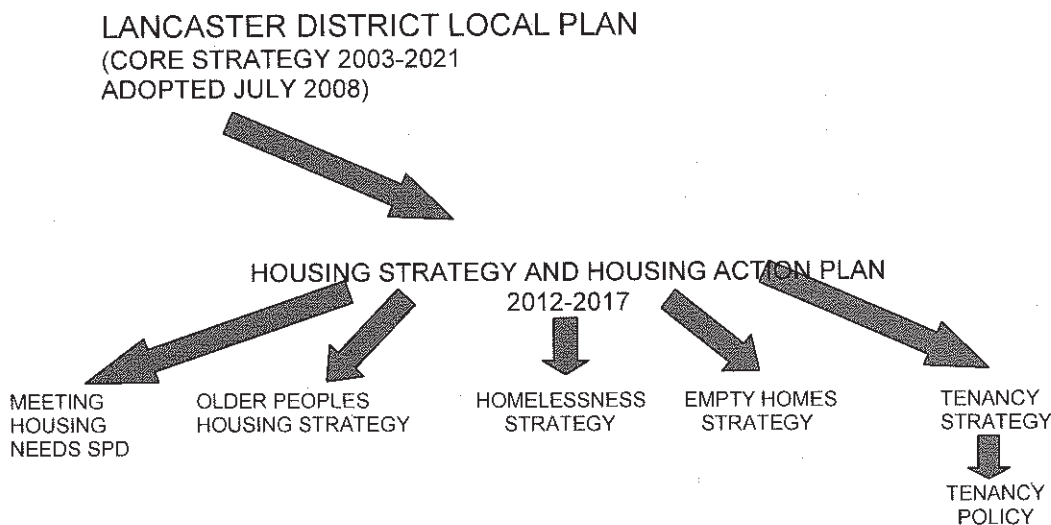 LANCASTER DISTRICT LOCAL PLAN
(CORE STRATEGY 2003-2021
ADOPTED JULY 2008)
HOUSING STRATEGY AND HOUSING ACTION PLAN
2012-2017
MEETING
HOUSING
NEEDS SPD
OLDER PEOPLES
HOUSING STRATEGY
HOMELESSNESS
STRATEGY
EMPTY HOMES
STRATEGY
TENANCY
STRATEGY
TENANCY
POLICY